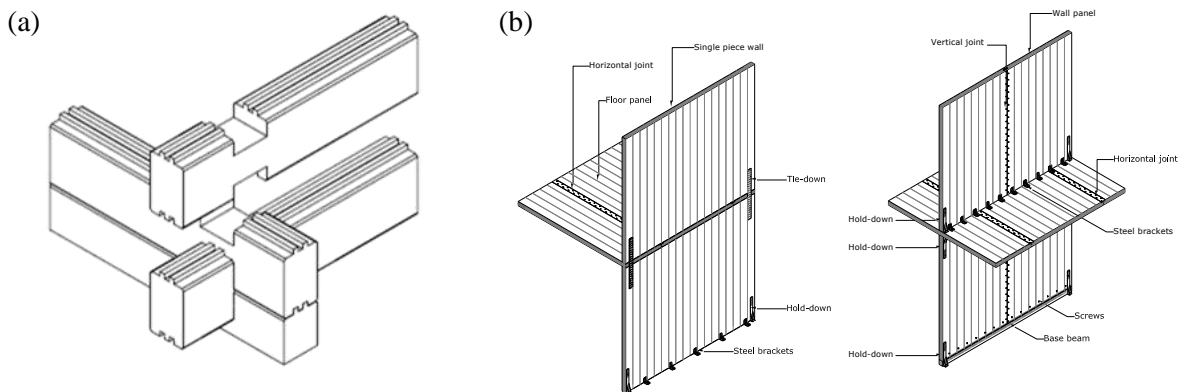 (a)
(b)
Single piece wall
Horizontal joint
Floor panel
Tie-down
Hold-down
Steel brackets
Wall panel
Vertical joint
Horizontal joint
Hold-down
Hold-down
Steel brackets
Screws
Base beam
Hold-down